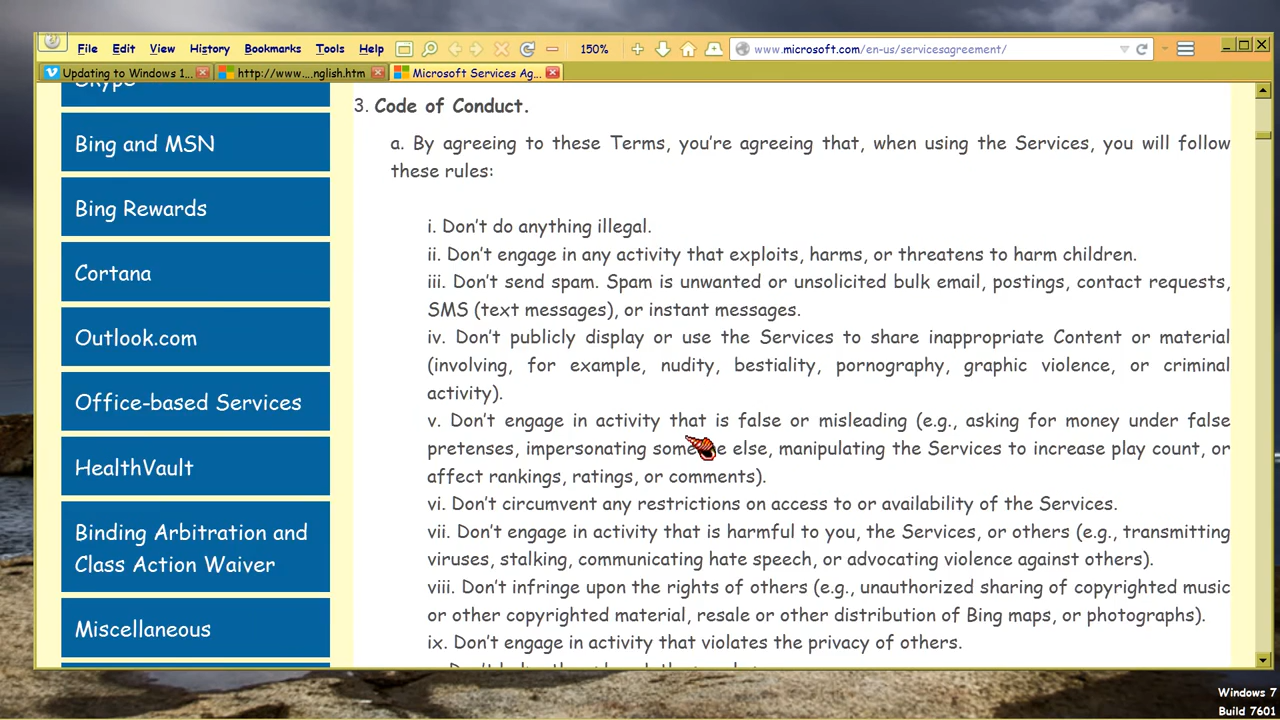 File Edit View History Bookmarks Tools Help 150% www.microsoft.com/en-us/servicesagreement/
Updating to Windows 1... http://www....nglish.htm Microsoft Services Ag...
Skype
Bing and MSN
Bing Rewards
Cortana
Outlook.com
Office-based Services
HealthVault
Binding Arbitration and
Class Action Waiver
Miscellaneous
3. Code of Conduct.
a. By agreeing to these Terms, you're agreeing that, when using the Services, you will follow
these rules:
i. Don't do anything illegal.
ii. Don't engage in any activity that exploits, harms, or threatens to harm children.
iii. Don't send spam. Spam is unwanted or unsolicited bulk email, postings, contact requests,
SMS (text messages), or instant messages.
iv. Don't publicly display or use the Services to share inappropriate Content or material
(involving, for example, nudity, bestiality, pornography, graphic violence, or criminal
activity).
v. Don't engage in activity that is false or misleading (e.g., asking for money under false
pretenses, impersonating someone else, manipulating the Services to increase play count, or
affect rankings, ratings, or comments).
vi. Don't circumvent any restrictions on access to or availability of the Services.
vii. Don't engage in activity that is harmful to you, the Services, or others (e.g., transmitting
viruses, stalking, communicating hate speech, or advocating violence against others).
viii. Don't infringe upon the rights of others (e.g., unauthorized sharing of copyrighted music
or other copyrighted material, resale or other distribution of Bing maps, or photographs).
ix. Don't engage in activity that violates the privacy of others.
Windows 7
Build 7601